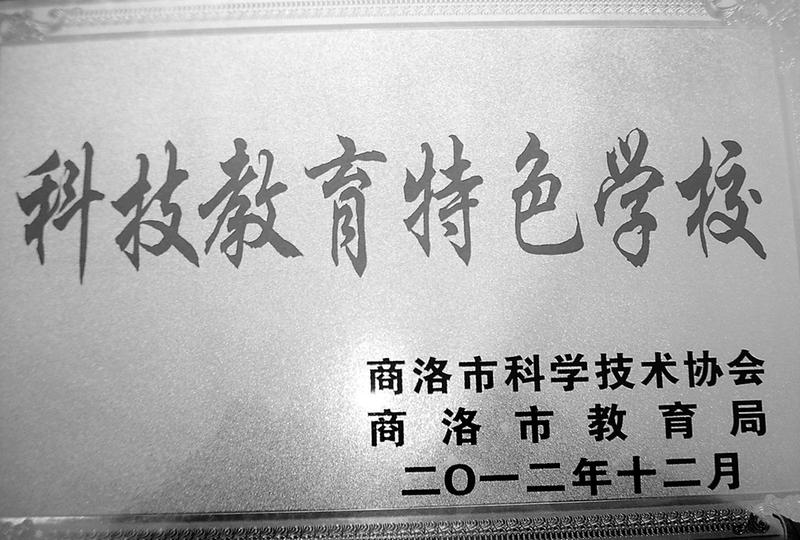 科技教育特色学校
商洛市科学技术协会
商洛市教育局
二〇一二年十二月